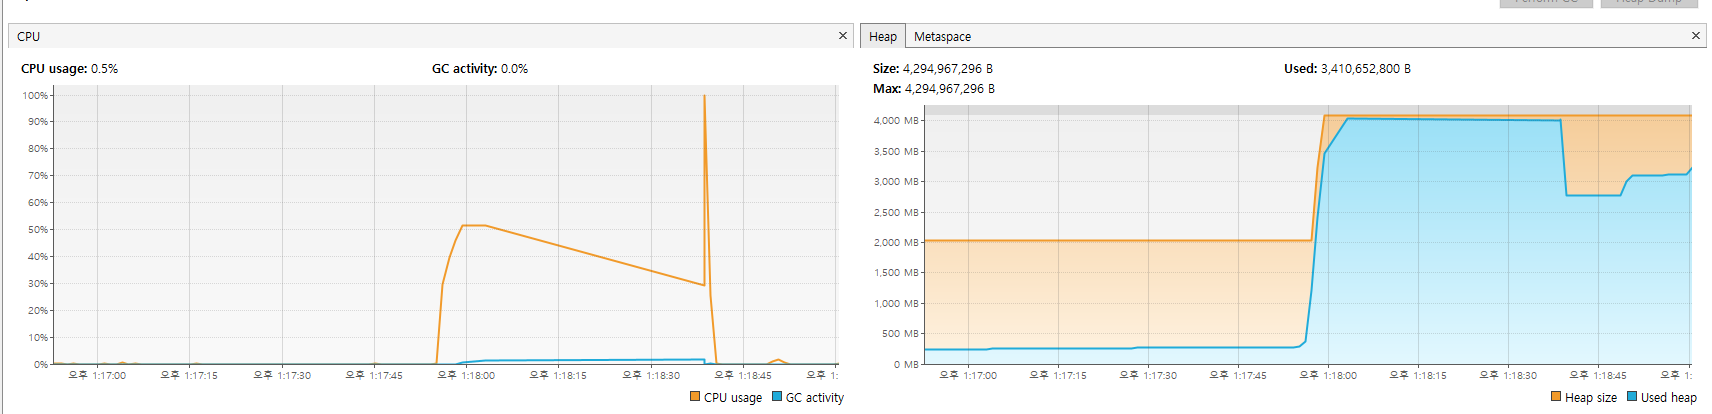 Perform GC Heap Dump
CPU
CPU usage: 0.5% GC activity: 0.0%
100%
90%
80%
70%
60%
50%
40%
30%
20%
10%
0%
오후 1:17:00 오후 1:17:15 오후 1:17:30 오후 1:17:45 오후 1:18:00 오후 1:18:15 오후 1:18:30 오후 1:18:45 오후 1:
CPU usage GC activity
Heap Metaspace
Size: 4,294,967,296 B Used: 3,410,652,800 B
Max: 4,294,967,296 B
4,000 MB
3,500 MB
3,000 MB
2,500 MB
2,000 MB
1,500 MB
1,000 MB
500 MB
0 MB
오후 1:17:00 오후 1:17:15 오후 1:17:30 오후 1:17:45 오후 1:18:00 오후 1:18:15 오후 1:18:30 오후 1:18:45 오후 1:
Heap size Used heap